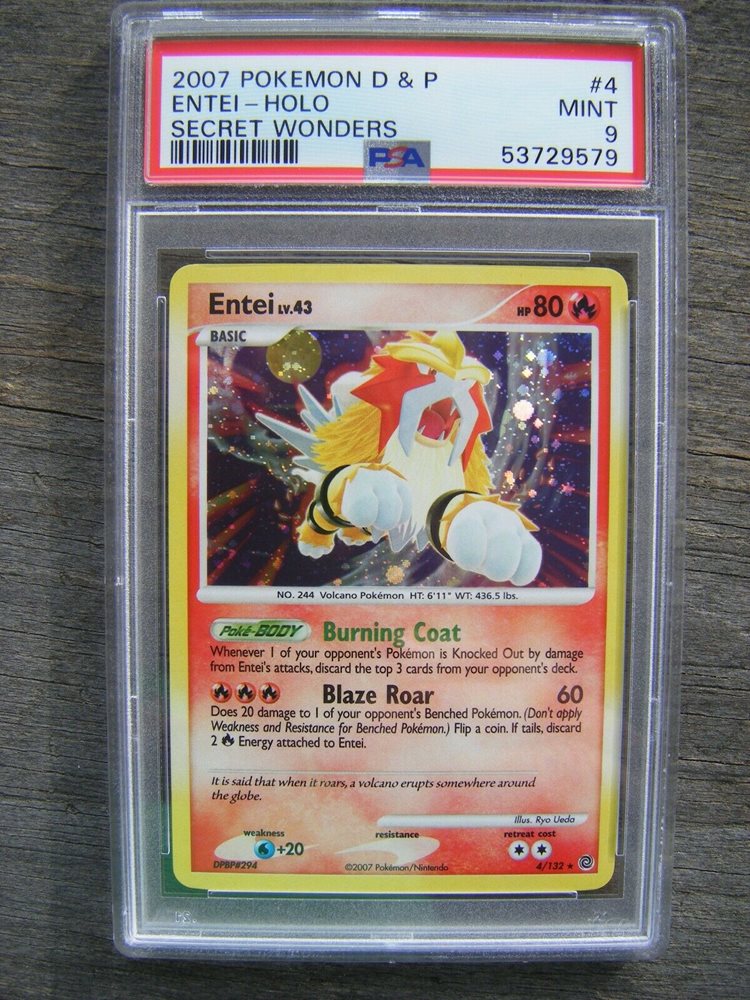 2007 POKEMON D & P #4
ENTEI - HOLO MINT
SECRET WONDERS 9
PSA 53729579
Entei LV.43 HP 80
BASIC
NO. 244 Volcano Pokémon HT: 6'11" WT: 436.5 lbs.
Poké-BODY Burning Coat
Whenever 1 of your opponent's Pokémon is Knocked Out by damage
from Entei's attacks, discard the top 3 cards from your opponent's deck.
Blaze Roar 60
Does 20 damage to 1 of your opponent's Benched Pokémon. (Don't apply
Weakness and Resistance for Benched Pokémon.) Flip a coin. If tails, discard
2 Energy attached to Entei.
It is said that when it roars, a volcano erupts somewhere around
the globe.
Illus. Ryo Ueda
weakness resistance retreat cost
+20
DPBP#294 ©2007 Pokémon/Nintendo 4/132 ★